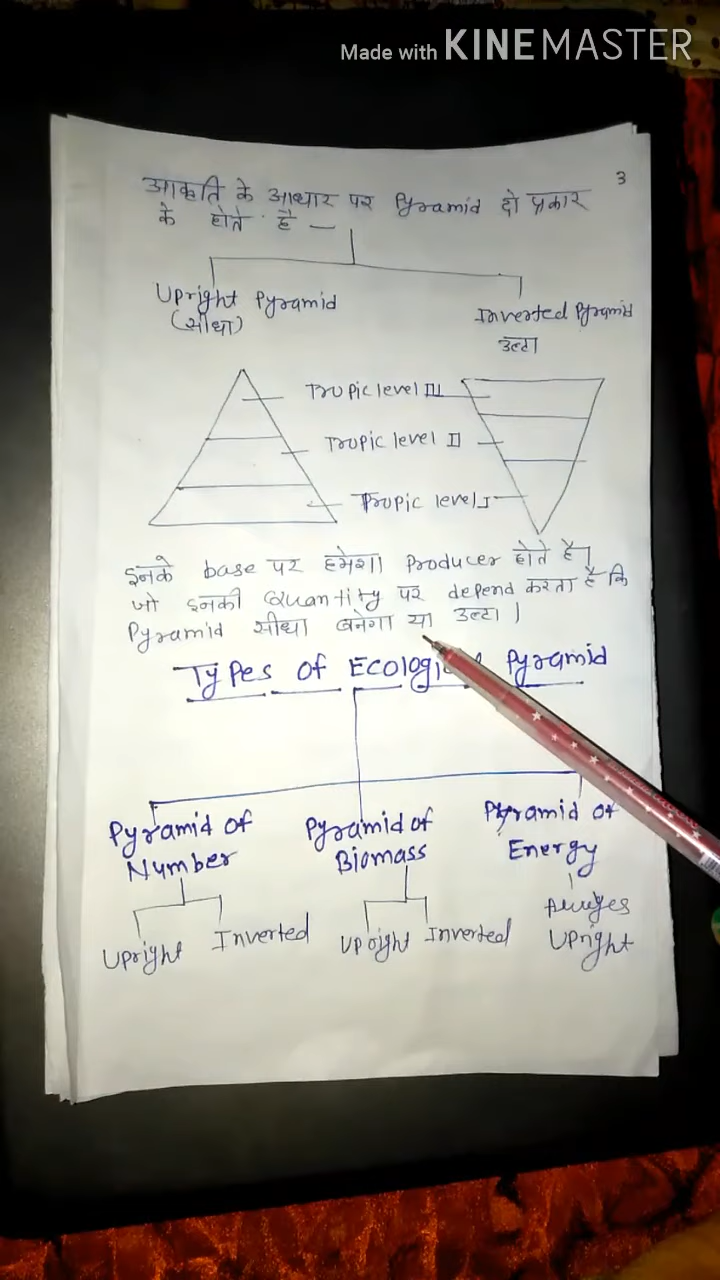 Made with KINEMASTER
3
आकृति के आधार पर Pyramid दो प्रकार
के होते है —
Upright Pyramid
(सीधा)
Inverted Pyramid
उल्टा
Tropic level III
Tropic level II
Tropic level I
इनके base पर हमेशा Producer होते है।
जो इनकी Quantity पर depend करता है कि
Pyramid सीधा बनेगा या उल्टा।
Types of Ecological Pyramid
Pyramid of
Number
Pyramid of
Biomass
Pyramid of
Energy
Upright
Inverted
Upright
Inverted
Upright